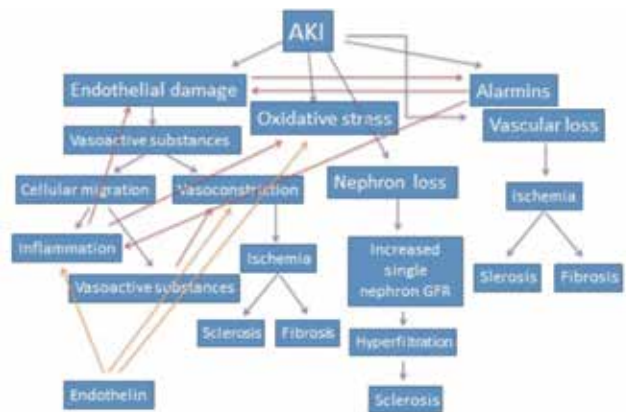 AKI
Endothelial damage
Alarmins
Oxidative stress
Vascular loss
Vasoactive substances
Cellular migration
Vasoconstriction
Nephron loss
Ischemia
Inflammation
Ischemia
Increased
single
nephron GFR
Slerosis
Fibrosis
Vasoactive substances
Sclerosis
Fibrosis
Hyperfiltration
Endothelin
Sclerosis